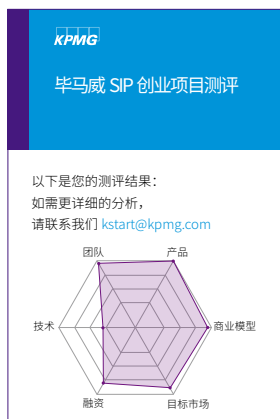 KPMG
毕马威 SIP 创业项目测评
以下是您的测评结果：
如需更详细的分析，
请联系我们 kstart@kpmg.com
团队
产品
技术
商业模型
融资
目标市场